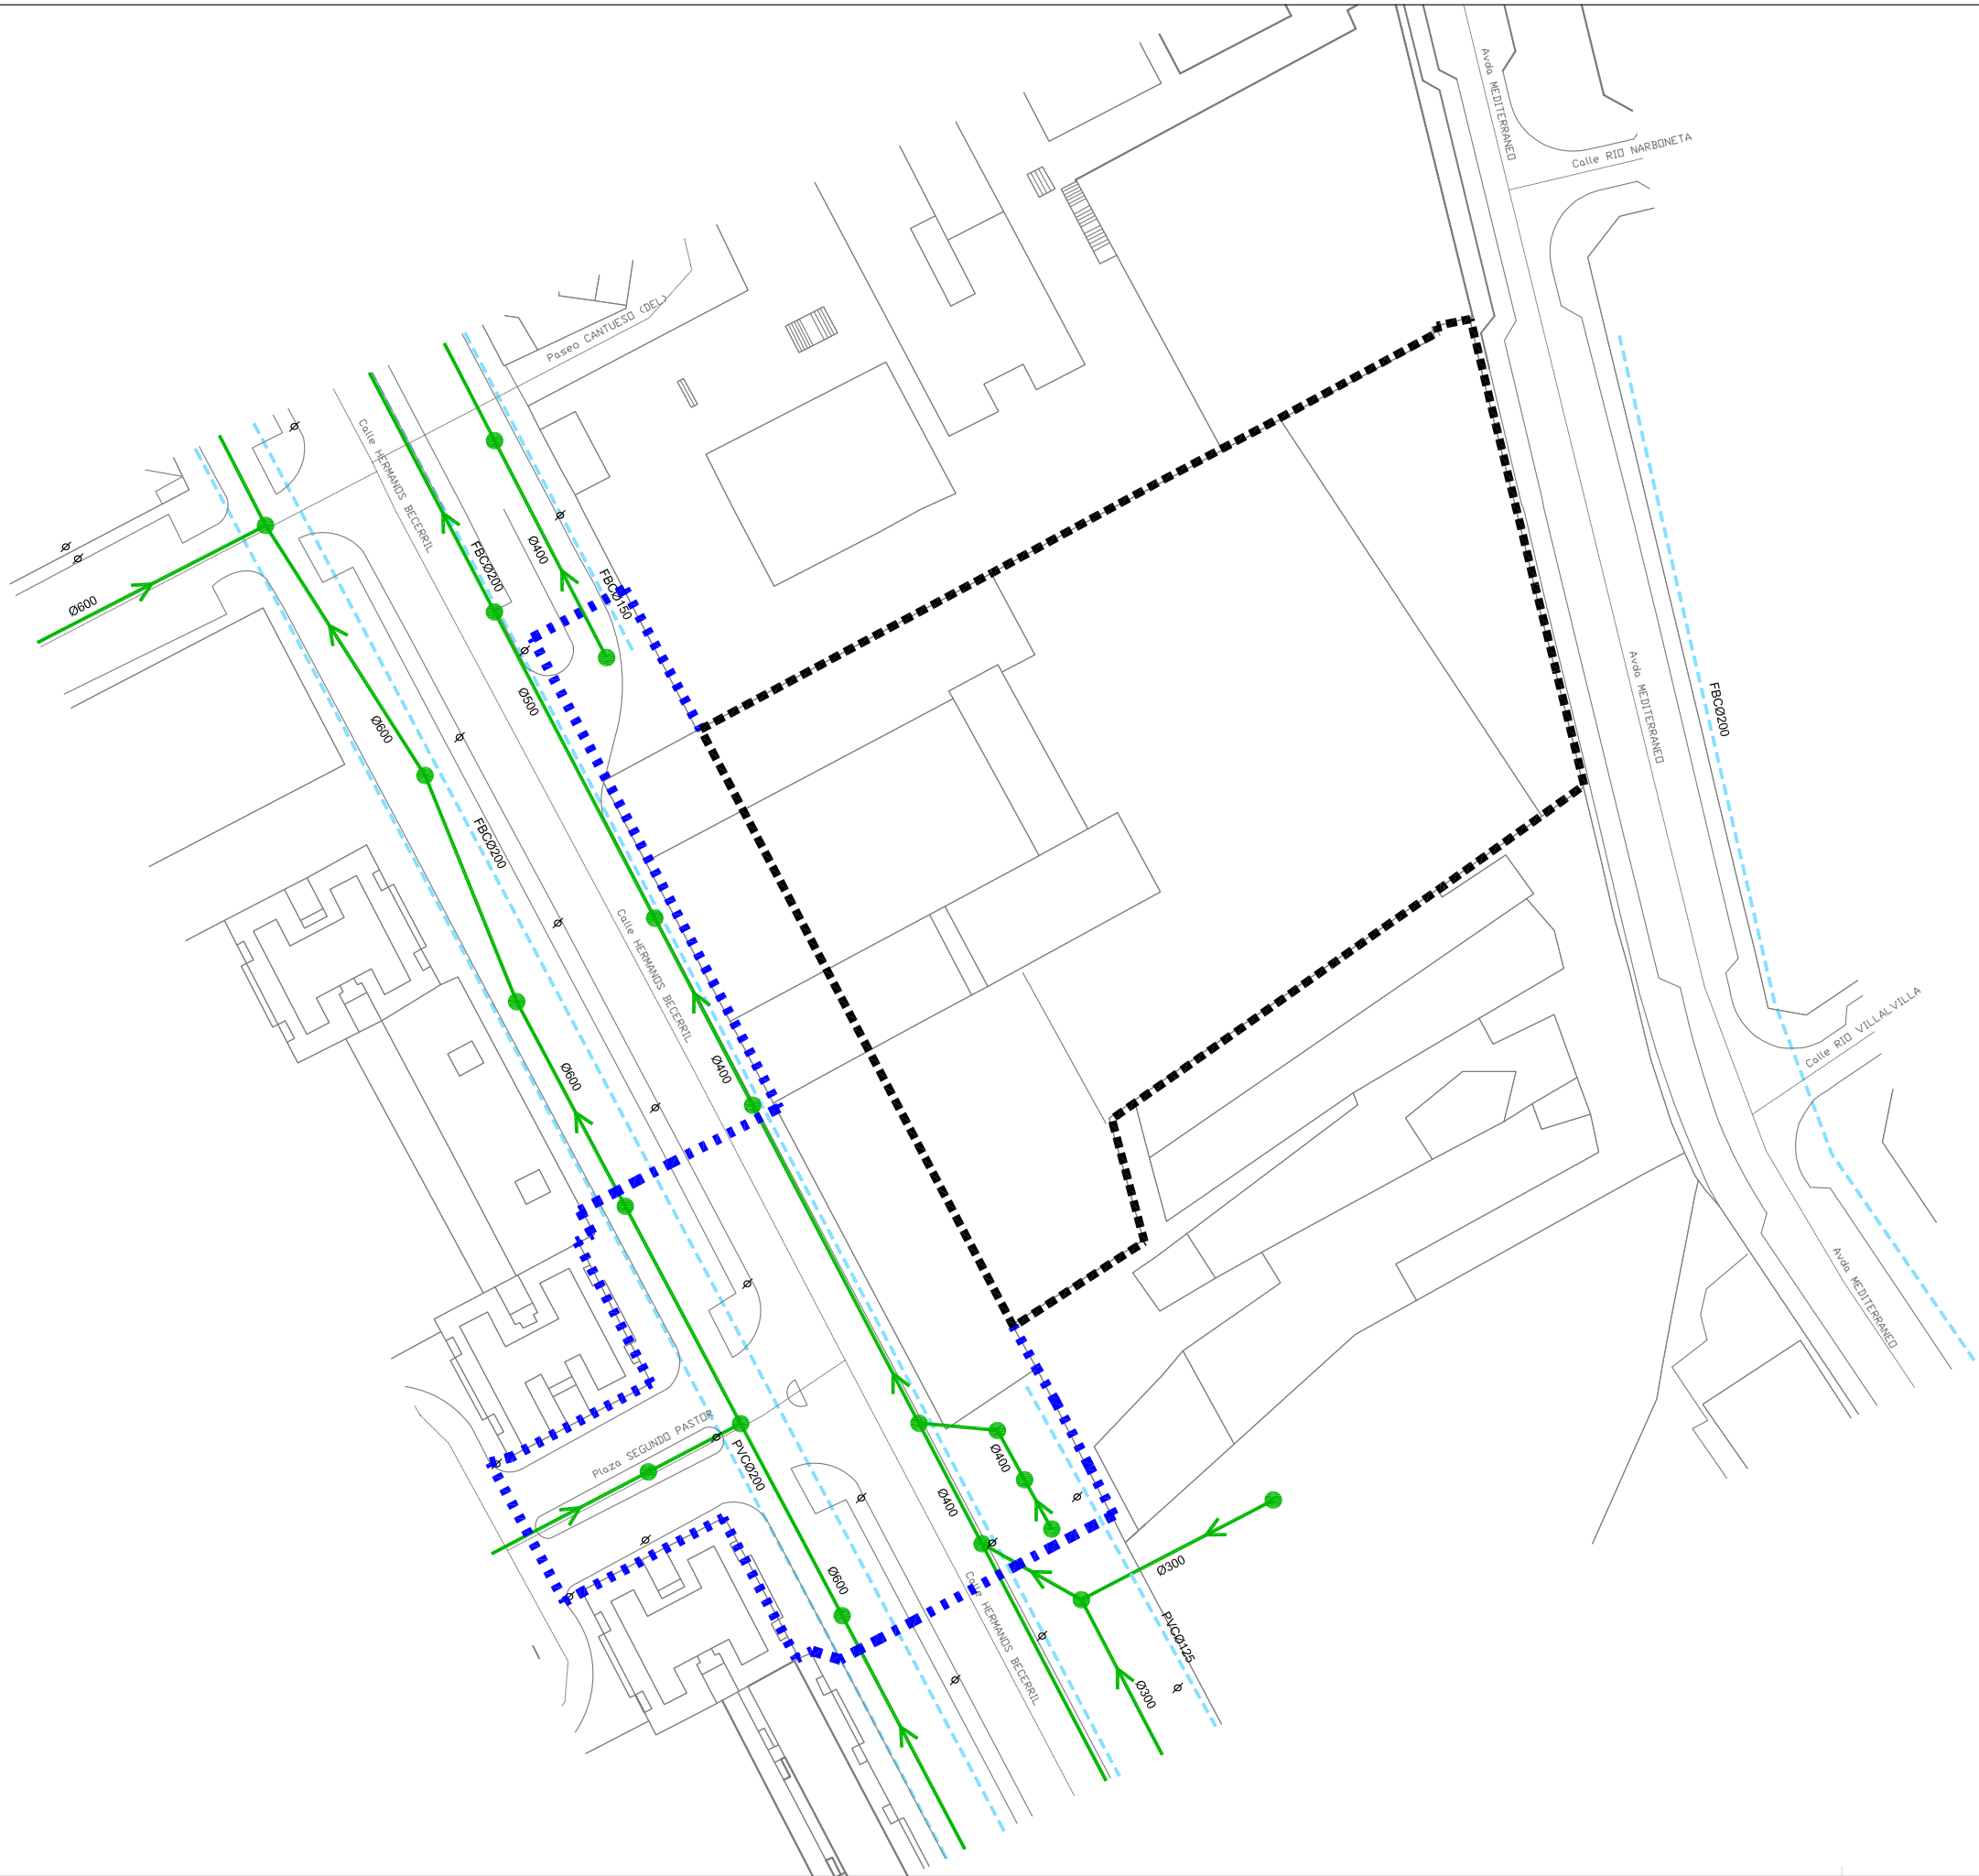 Avda MEDITERRANEO
Calle RIO NARBONETA
Paseo CANTUESO (DEL)
Calle HERMANOS BECERRIL
FBCØ200
Ø400
FBCØ150
Ø600
Ø500
Ø600
Avda MEDITERRANEO
FBCØ200
FBCØ200
Calle HERMANOS BECERRIL
Ø400
Ø600
Calle RIO VILLALVILLA
Avda MEDITERRANEO
Plaza SEGUNDO PASTOR
PVCØ200
Ø400
Ø400
Ø300
Ø600
Calle HERMANOS BECERRIL
PVCØ125
Ø300